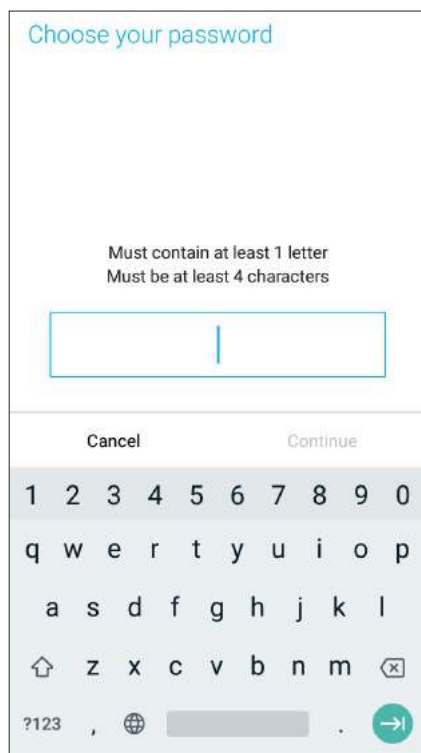 Choose your password
Must contain at least 1 letter
Must be at least 4 characters
Cancel Continue
1 2 3 4 5 6 7 8 9 0
q w e r t y u i o p
a s d f g h j k l
z x c v b n m
?123 , .